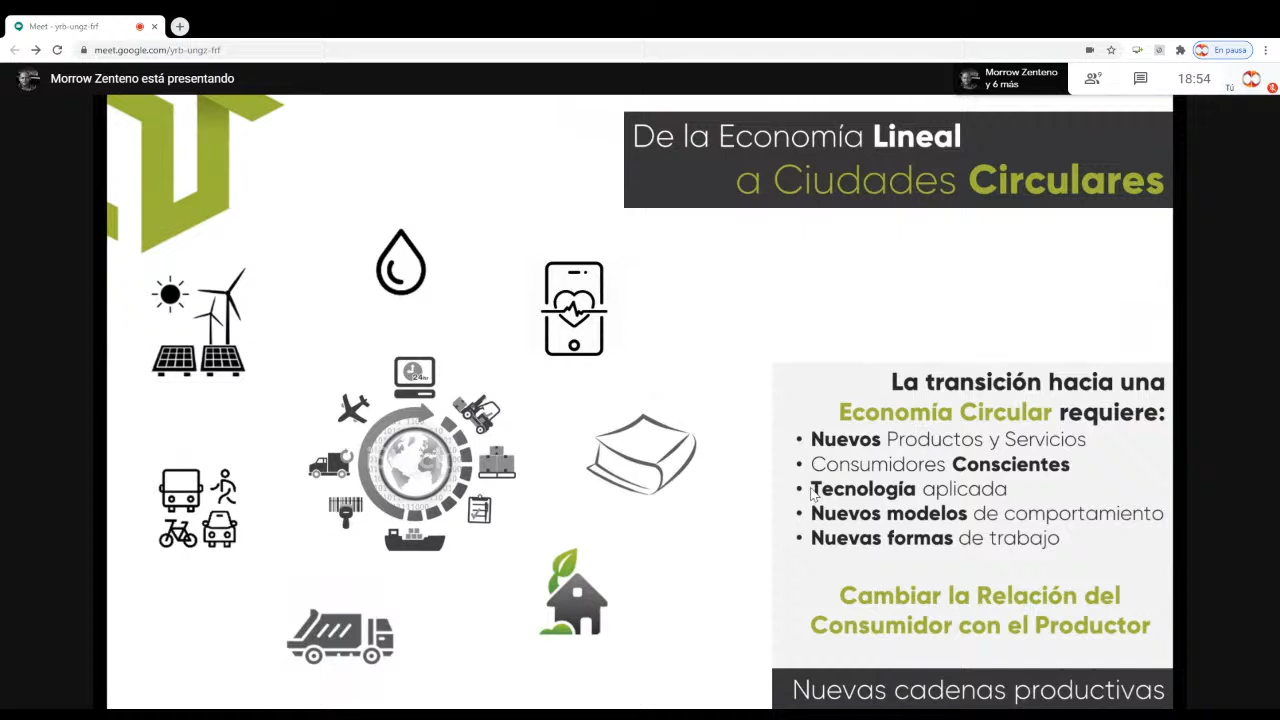 Meet - yrb-ungz-frf
meet.google.com/yrb-ungz-frf
En pausa
Morrow Zenteno está presentando
Morrow Zenteno
y 6 más
9
18:54
Tú
De la Economía Lineal
a Ciudades Circulares
24hr
La transición hacia una
Economía Circular requiere:
• Nuevos Productos y Servicios
• Consumidores Conscientes
• Tecnología aplicada
• Nuevos modelos de comportamiento
• Nuevas formas de trabajo
Cambiar la Relación del
Consumidor con el Productor
Nuevas cadenas productivas